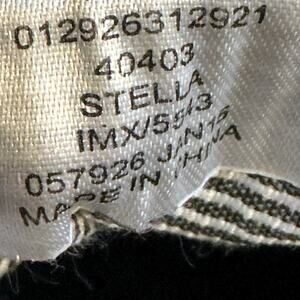 012926312921
40403
STELLA
IMX/5543
057926 JAN15
MADE IN CHINA